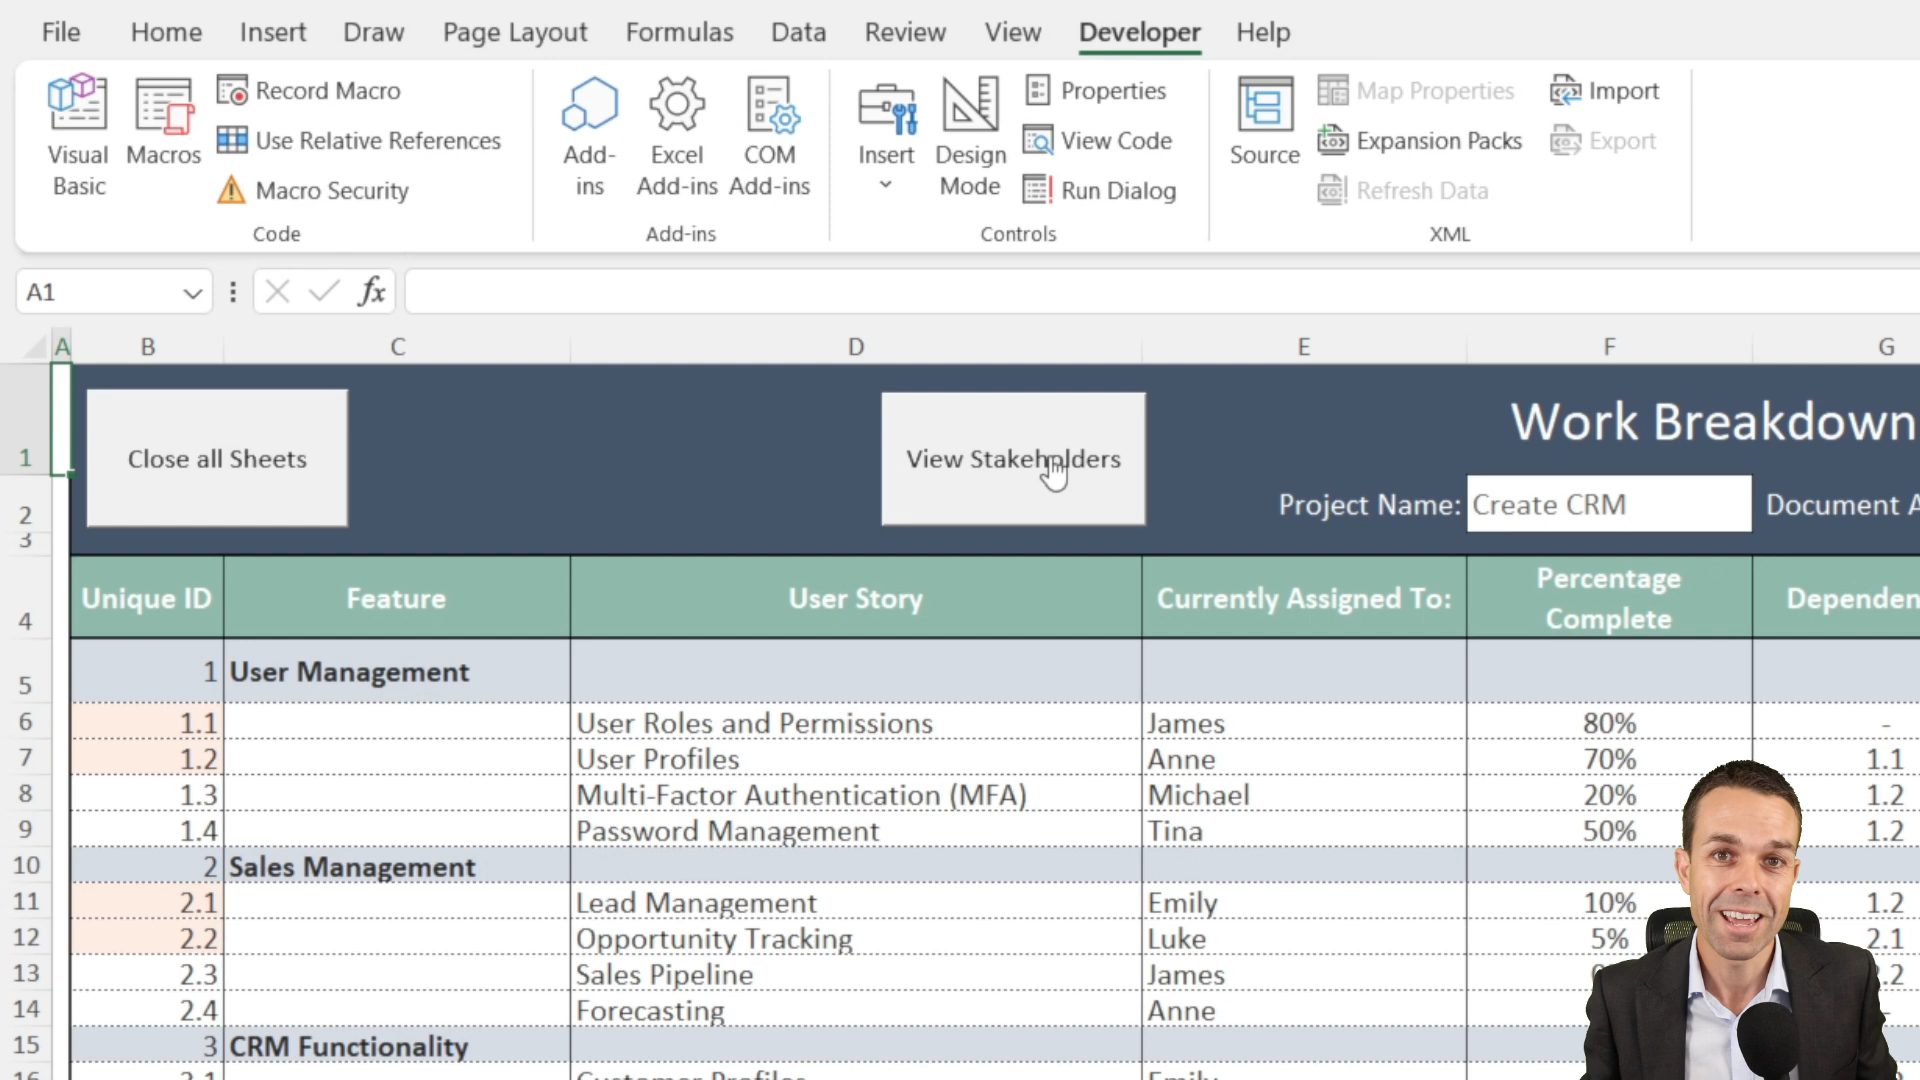 File Home Insert Draw Page Layout Formulas Data Review View Developer Help
Visual Basic
Macros
Record Macro
Use Relative References
Macro Security
Code
Add-ins
Excel Add-ins
COM Add-ins
Add-ins
Insert
Design Mode
Properties
View Code
Run Dialog
Controls
Source
Map Properties
Expansion Packs
Refresh Data
Import
Export
XML
A1 fx
A B C D E F G
1 Close all Sheets View Stakeholders Work Breakdown
2 Project Name: Create CRM Document A
3
4 Unique ID Feature User Story Currently Assigned To: Percentage Complete Dependen
5 1 User Management
6 1.1 User Roles and Permissions James 80% -
7 1.2 User Profiles Anne 70% 1.1
8 1.3 Multi-Factor Authentication (MFA) Michael 20% 1.2
9 1.4 Password Management Tina 50% 1.2
10 2 Sales Management
11 2.1 Lead Management Emily 10% 1.2
12 2.2 Opportunity Tracking Luke 5% 2.1
13 2.3 Sales Pipeline James
14 2.4 Forecasting Anne
15 3 CRM Functionality
16 3.1 Customer Profiles Emily